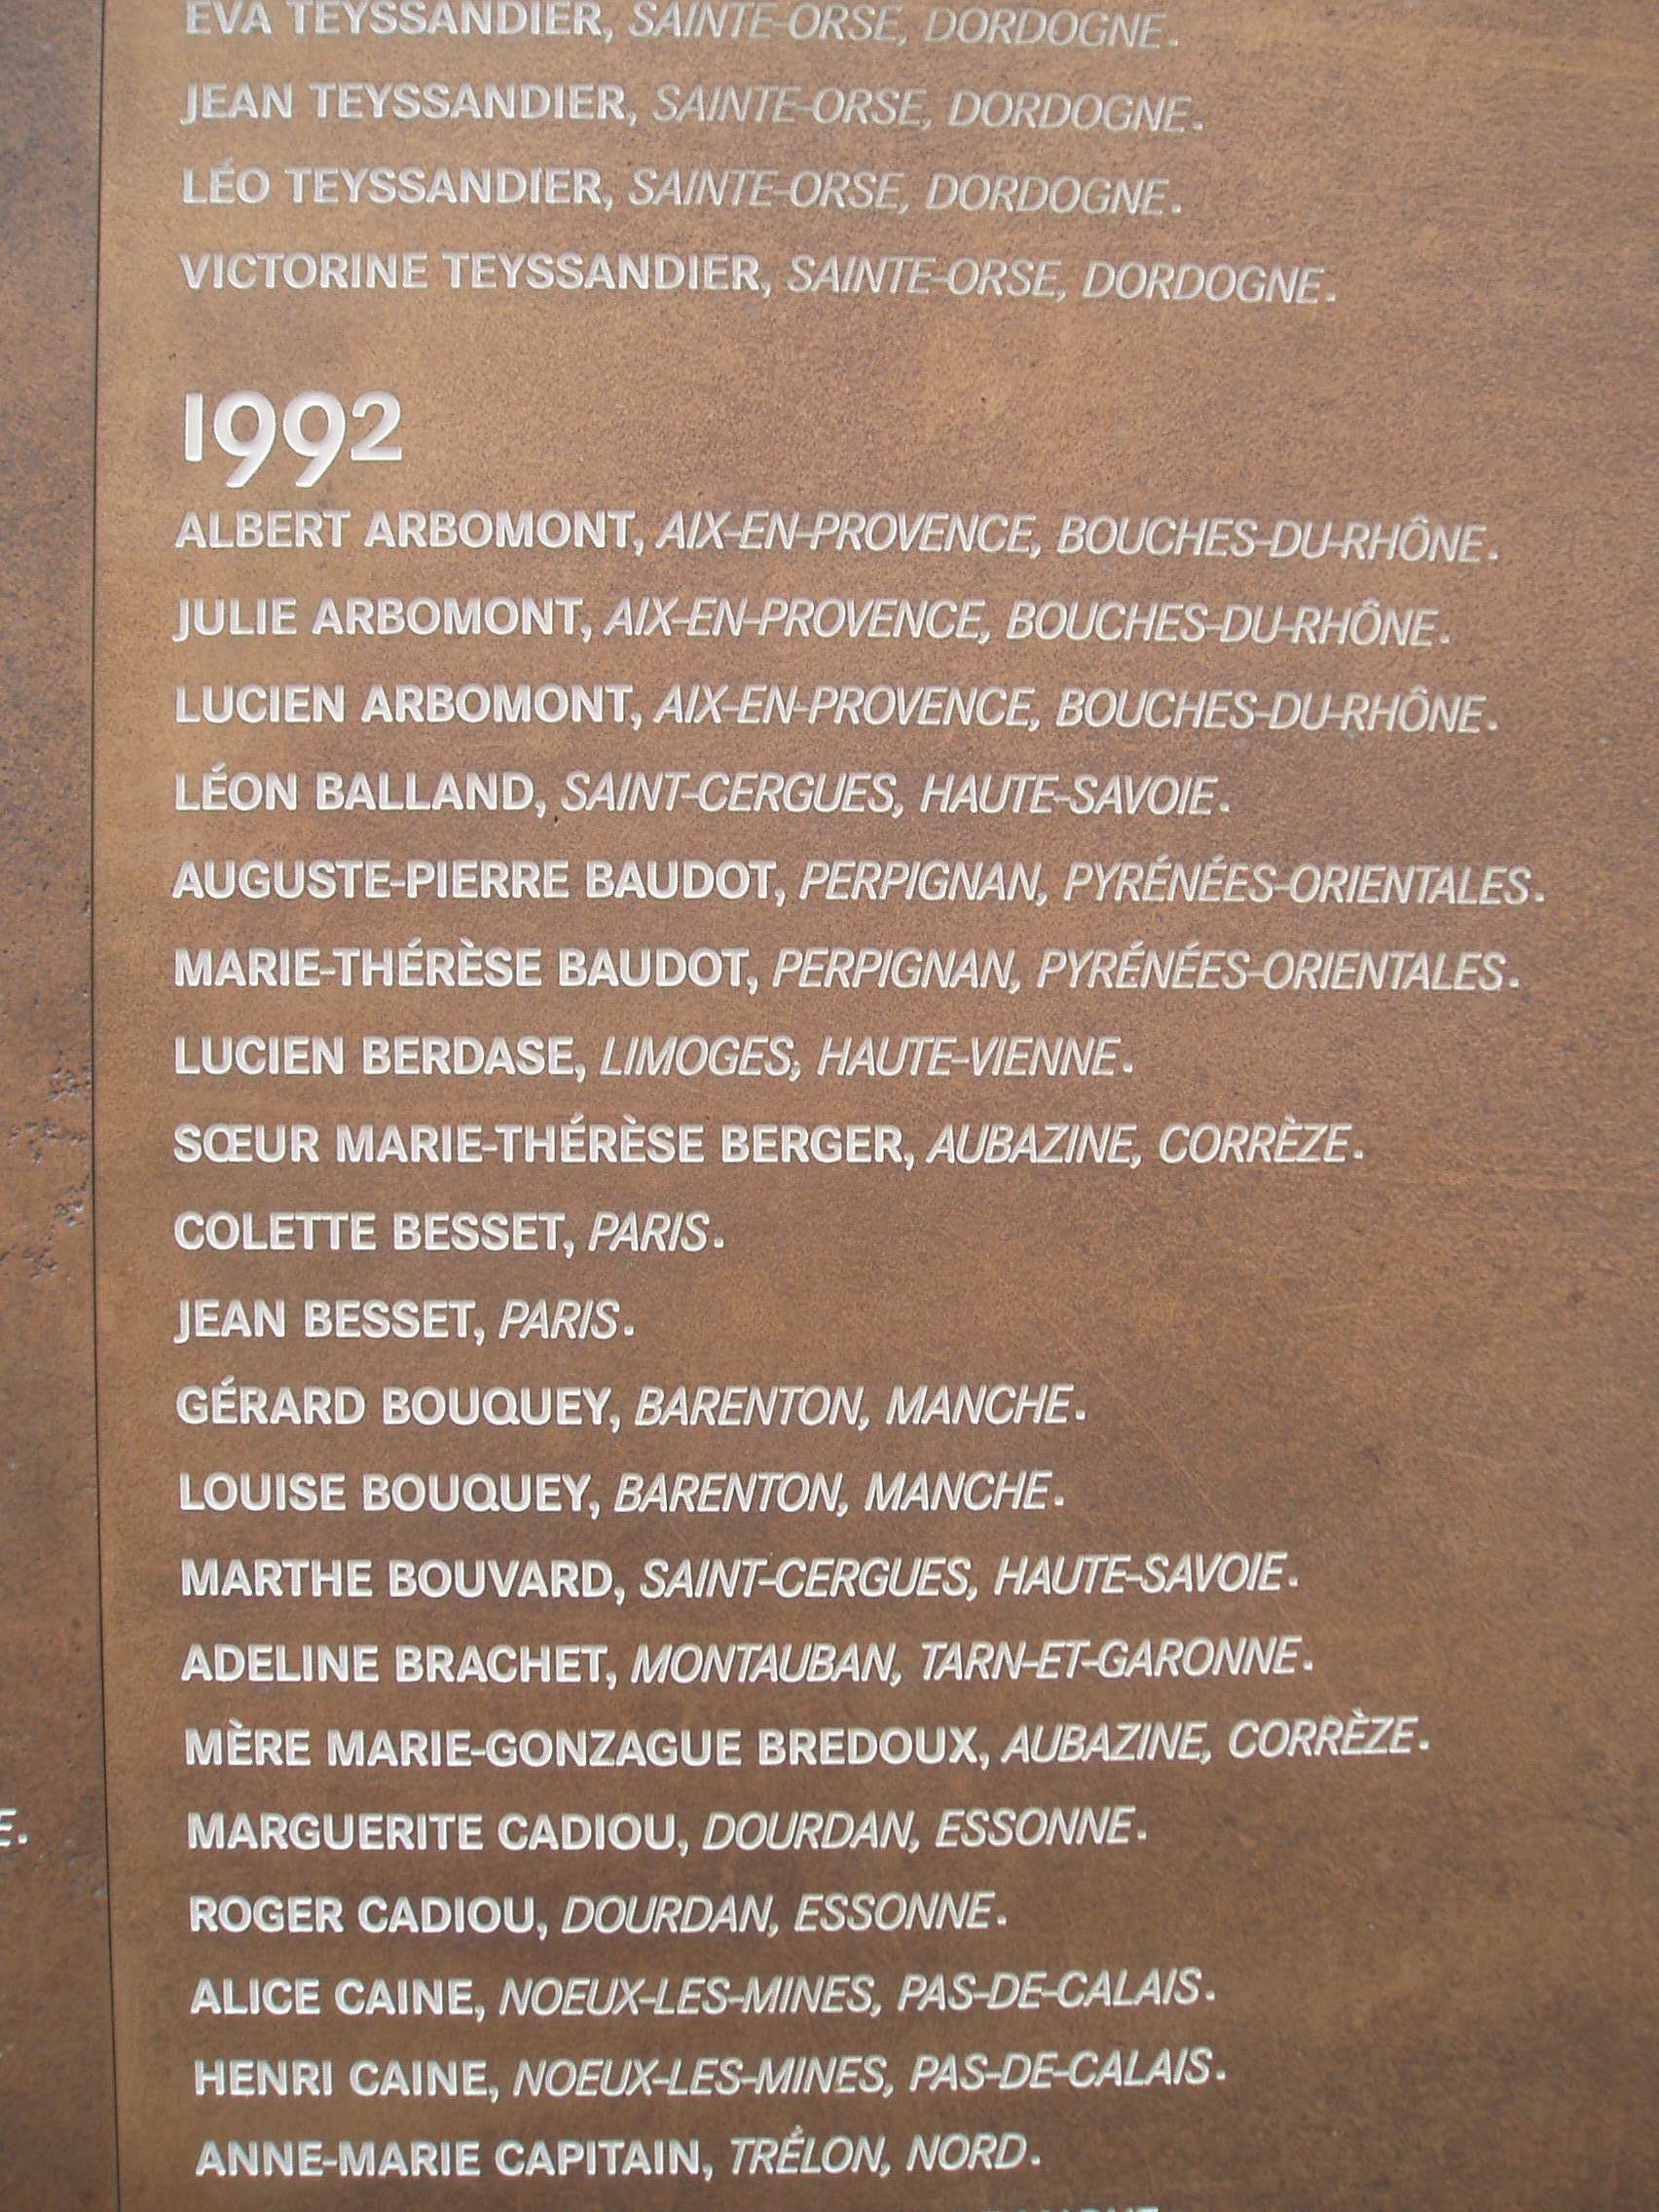 EVA TEYSSANDIER, SAINTE-ORSE, DORDOGNE.
JEAN TEYSSANDIER, SAINTE-ORSE, DORDOGNE.
LÉO TEYSSANDIER, SAINTE-ORSE, DORDOGNE.
VICTORINE TEYSSANDIER, SAINTE-ORSE, DORDOGNE.
1992
ALBERT ARBOMONT, AIX-EN-PROVENCE, BOUCHES-DU-RHÔNE.
JULIE ARBOMONT, AIX-EN-PROVENCE, BOUCHES-DU-RHÔNE.
LUCIEN ARBOMONT, AIX-EN-PROVENCE, BOUCHES-DU-RHÔNE.
LÉON BALLAND, SAINT-CERGUES, HAUTE-SAVOIE.
AUGUSTE-PIERRE BAUDOT, PERPIGNAN, PYRÉNÉES-ORIENTALES.
MARIE-THÉRÈSE BAUDOT, PERPIGNAN, PYRÉNÉES-ORIENTALES.
LUCIEN BERDASE, LIMOGES; HAUTE-VIENNE.
SŒUR MARIE-THÉRÈSE BERGER, AUBAZINE, CORRÈZE.
COLETTE BESSET, PARIS.
JEAN BESSET, PARIS.
GÉRARD BOUQUEY, BARENTON, MANCHE.
LOUISE BOUQUEY, BARENTON, MANCHE.
MARTHE BOUVARD, SAINT-CERGUES, HAUTE-SAVOIE.
ADELINE BRACHET, MONTAUBAN, TARN-ET-GARONNE.
MÈRE MARIE-GONZAGUE BREDOUX, AUBAZINE, CORRÈZE.
MARGUERITE CADIOU, DOURDAN, ESSONNE.
ROGER CADIOU, DOURDAN, ESSONNE.
ALICE CAINE, NOEUX-LES-MINES, PAS-DE-CALAIS.
HENRI CAINE, NOEUX-LES-MINES, PAS-DE-CALAIS.
ANNE-MARIE CAPITAIN, TRÉLON, NORD.